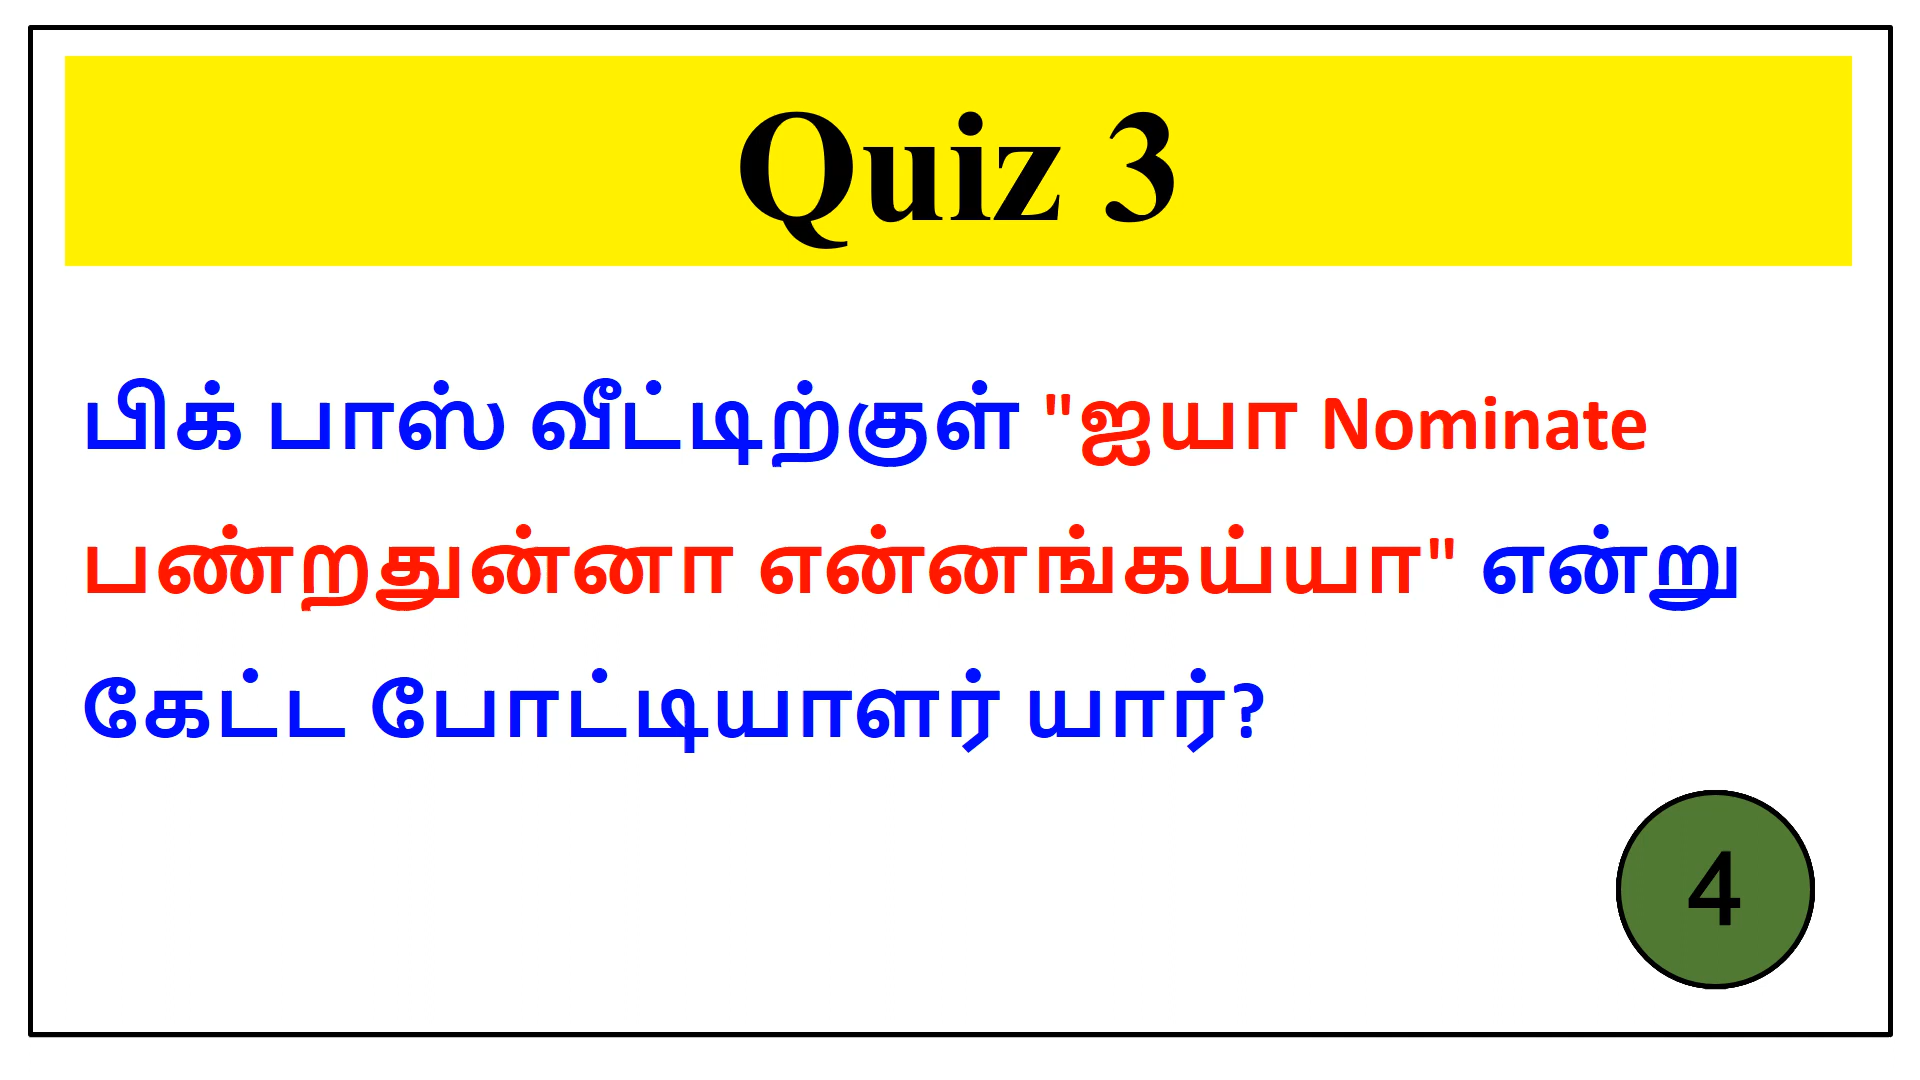 Quiz 3
பிக் பாஸ் வீட்டிற்குள் "ஐயா Nominate
பண்றதுன்னா என்னங்கய்யா" என்று
கேட்ட போட்டியாளர் யார்?
4